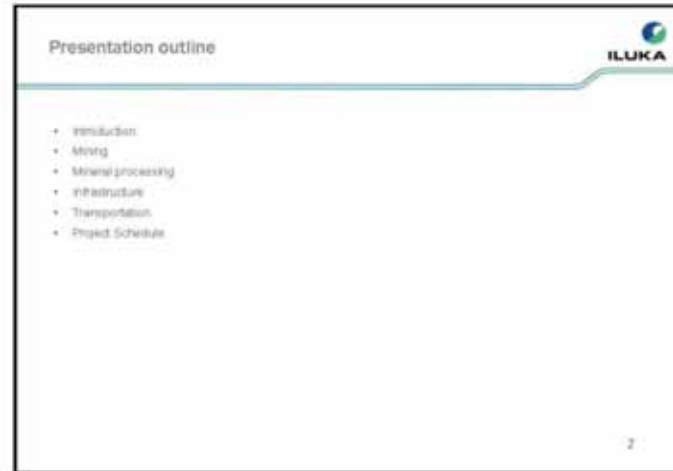 Presentation outline
ILUKA
• Introduction
• Mining
• Mineral processing
• Infrastructure
• Transportation
• Project Schedule
2